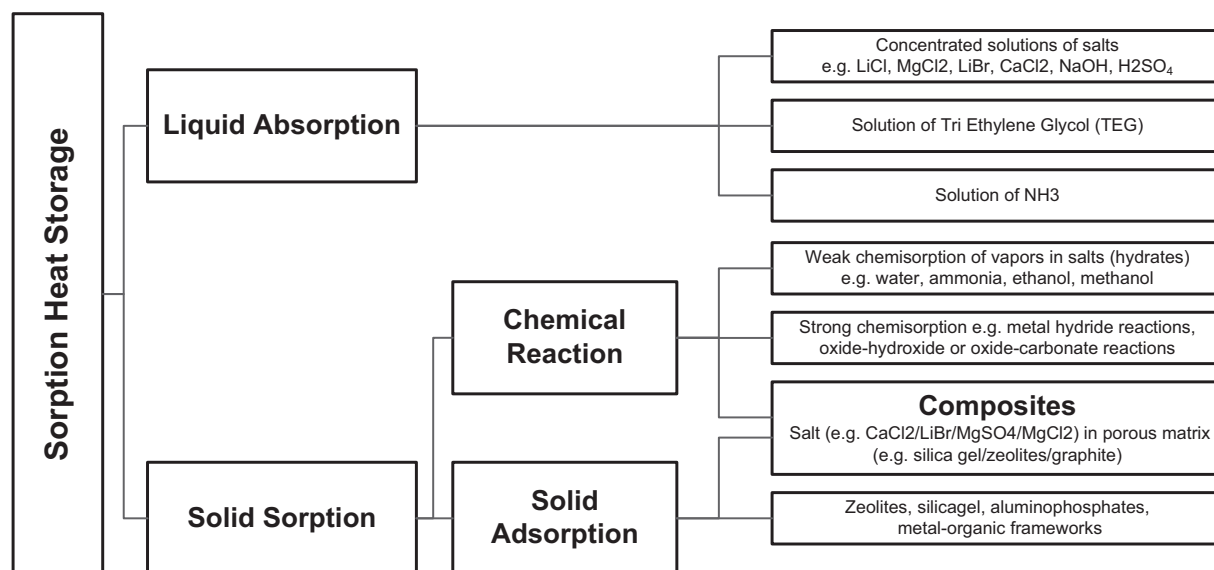 Sorption Heat Storage
Liquid Absorption
Concentrated solutions of salts
e.g. LiCl, MgCl2, LiBr, CaCl2, NaOH, H2SO₄
Solution of Tri Ethylene Glycol (TEG)
Solution of NH3
Solid Sorption
Chemical
Reaction
Weak chemisorption of vapors in salts (hydrates)
e.g. water, ammonia, ethanol, methanol
Strong chemisorption e.g. metal hydride reactions,
oxide-hydroxide or oxide-carbonate reactions
Composites
Salt (e.g. CaCl2/LiBr/MgSO4/MgCl2) in porous matrix
(e.g. silica gel/zeolites/graphite)
Solid
Adsorption
Zeolites, silicagel, aluminophosphates,
metal-organic frameworks